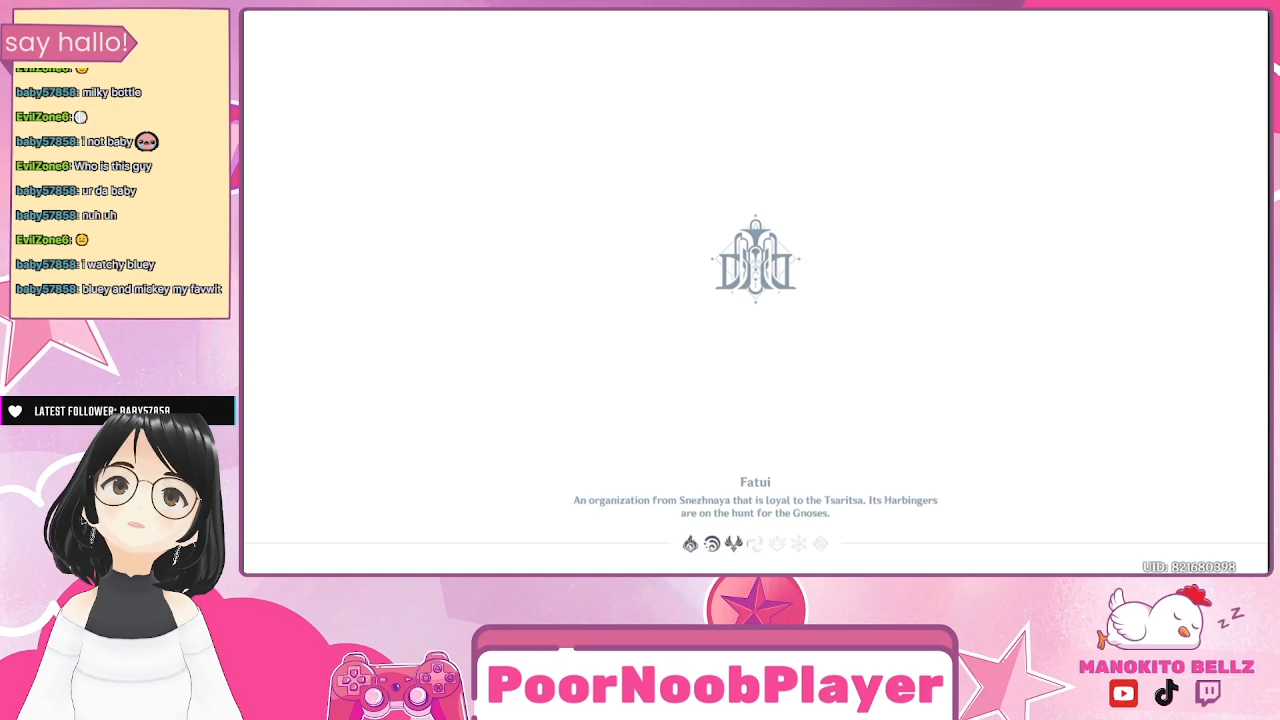 say hallo!
EvilZone6:
baby57858: milky bottle
EvilZone6:
baby57858: I not baby
EvilZone6: Who is this guy
baby57858: ur da baby
baby57858: nuh uh
EvilZone6:
baby57858: I watchy bluey
baby57858: bluey and mickey my favwit
LATEST FOLLOWER: BABY57858
Fatui
An organization from Snezhnaya that is loyal to the Tsaritsa. Its Harbingers
are on the hunt for the Gnoses.
UID: 821680398
PoorNoobPlayer
z z z
MANOKITO BELLZ